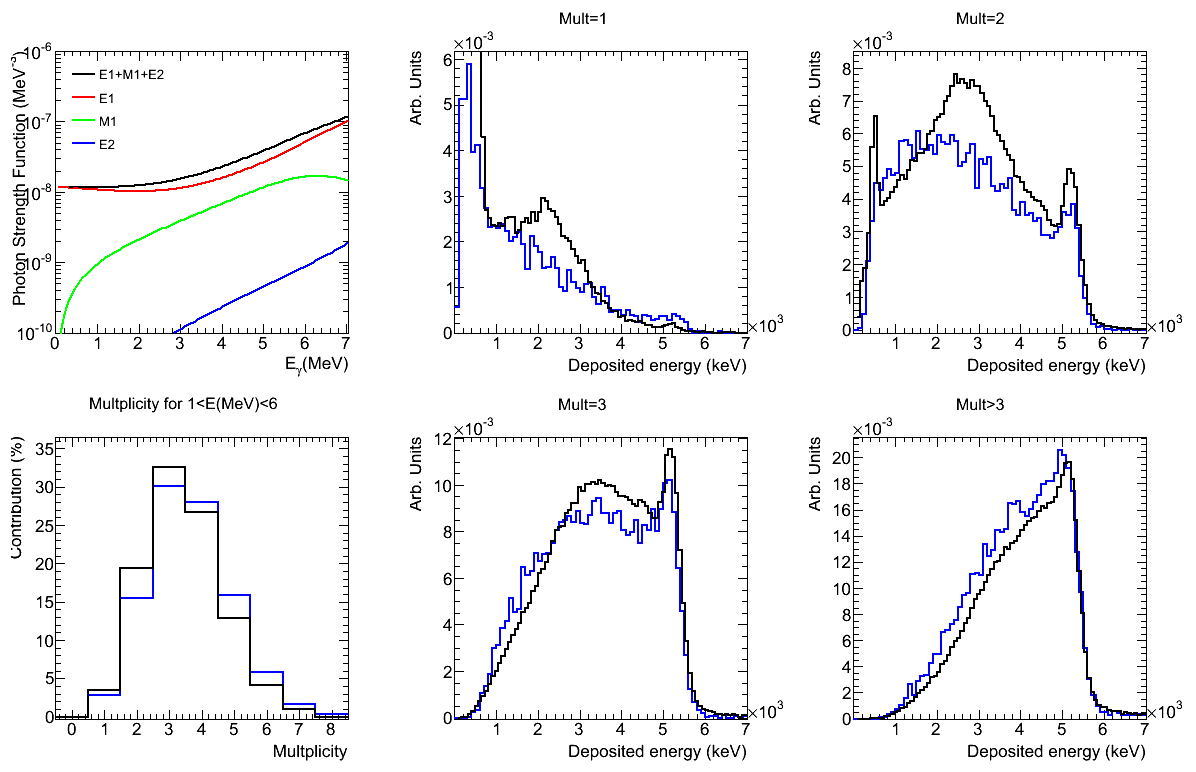 Mult=1
Mult=2
Photon Strength Function (MeV⁻³)
10⁻⁶
10⁻⁷
10⁻⁸
10⁻⁹
10⁻¹⁰
E1+M1+E2
E1
M1
E2
0 1 2 3 4 5 6 7
Eγ(MeV)
Arb. Units
×10⁻³
6
5
4
3
2
1
0
1 2 3 4 5 6 7
×10³
Deposited energy (keV)
Arb. Units
×10⁻³
8
7
6
5
4
3
2
1
0
1 2 3 4 5 6 7
×10³
Deposited energy (keV)
Multplicity for 1<E(MeV)<6
Mult=3
Mult>3
Contribution (%)
35
30
25
20
15
10
5
0
0 1 2 3 4 5 6 7 8
Multplicity
Arb. Units
×10⁻³
12
10
8
6
4
2
0
1 2 3 4 5 6 7
×10³
Deposited energy (keV)
Arb. Units
×10⁻³
20
18
16
14
12
10
8
6
4
2
0
1 2 3 4 5 6 7
×10³
Deposited energy (keV)